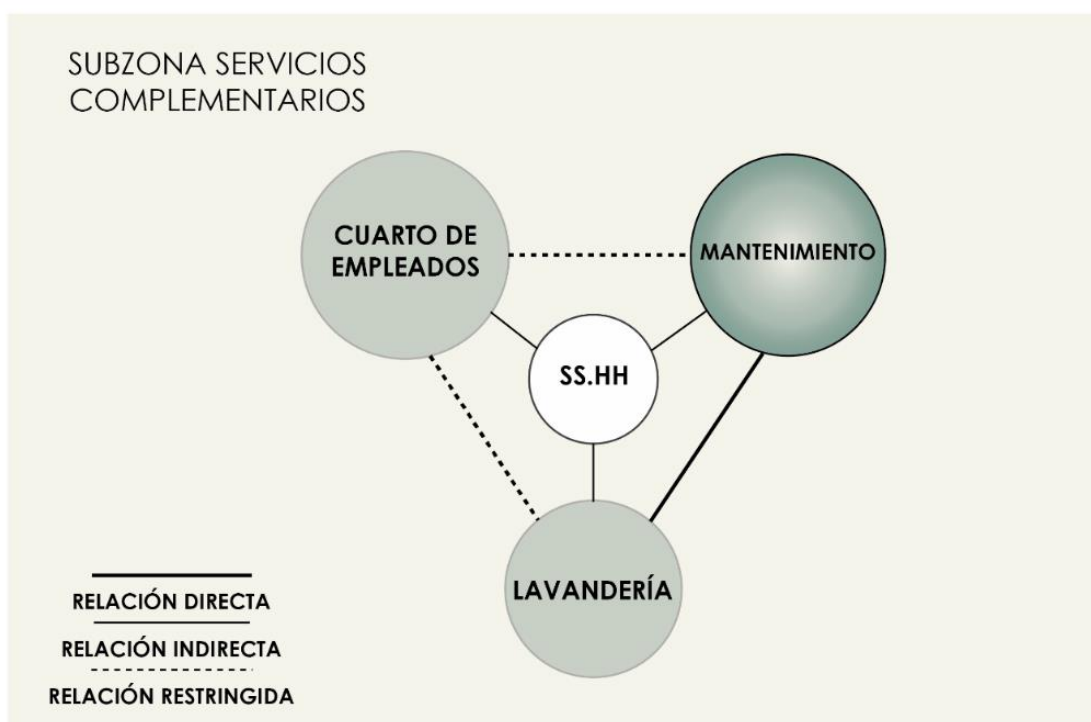 SUBZONA SERVICIOS
COMPLEMENTARIOS
CUARTO DE
EMPLEADOS
MANTENIMIENTO
SS.HH
LAVANDERÍA
RELACIÓN DIRECTA
RELACIÓN INDIRECTA
RELACIÓN RESTRINGIDA